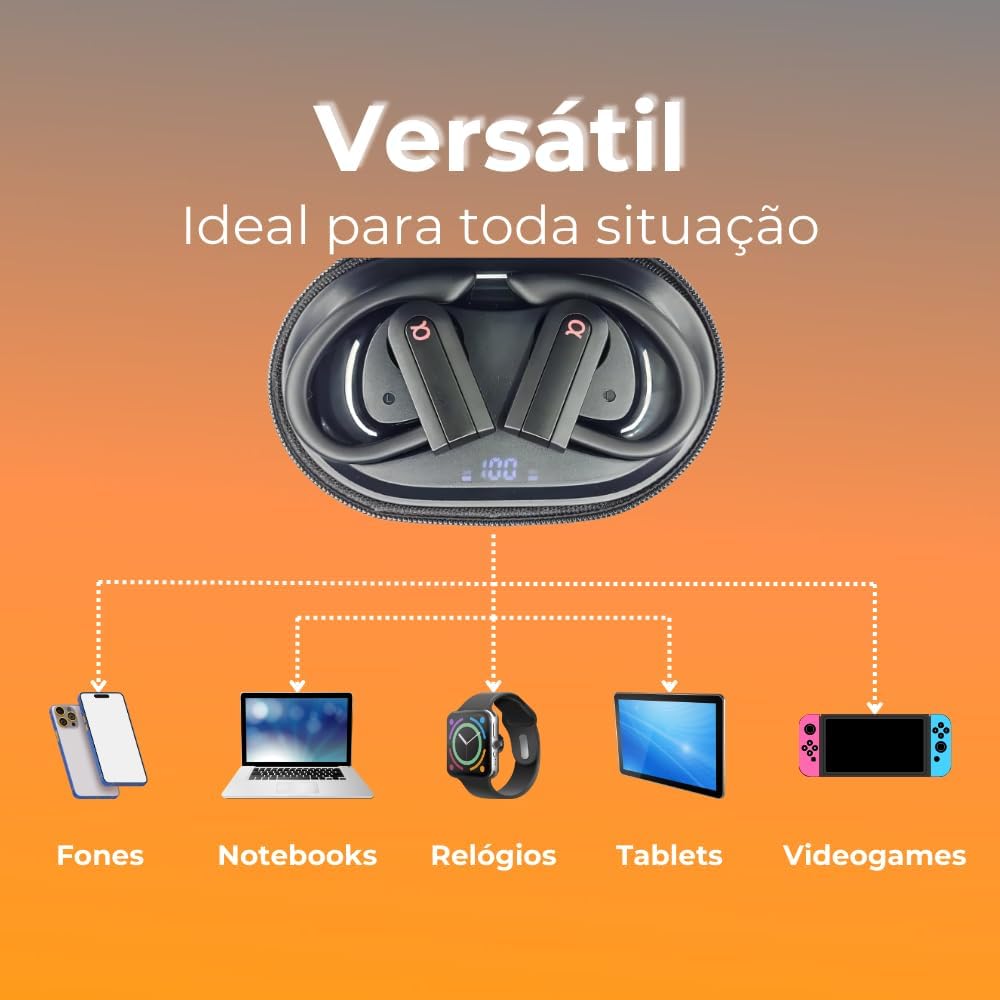 Versátil
Ideal para toda situação
100
Fones
Notebooks
Relógios
Tablets
Videogames